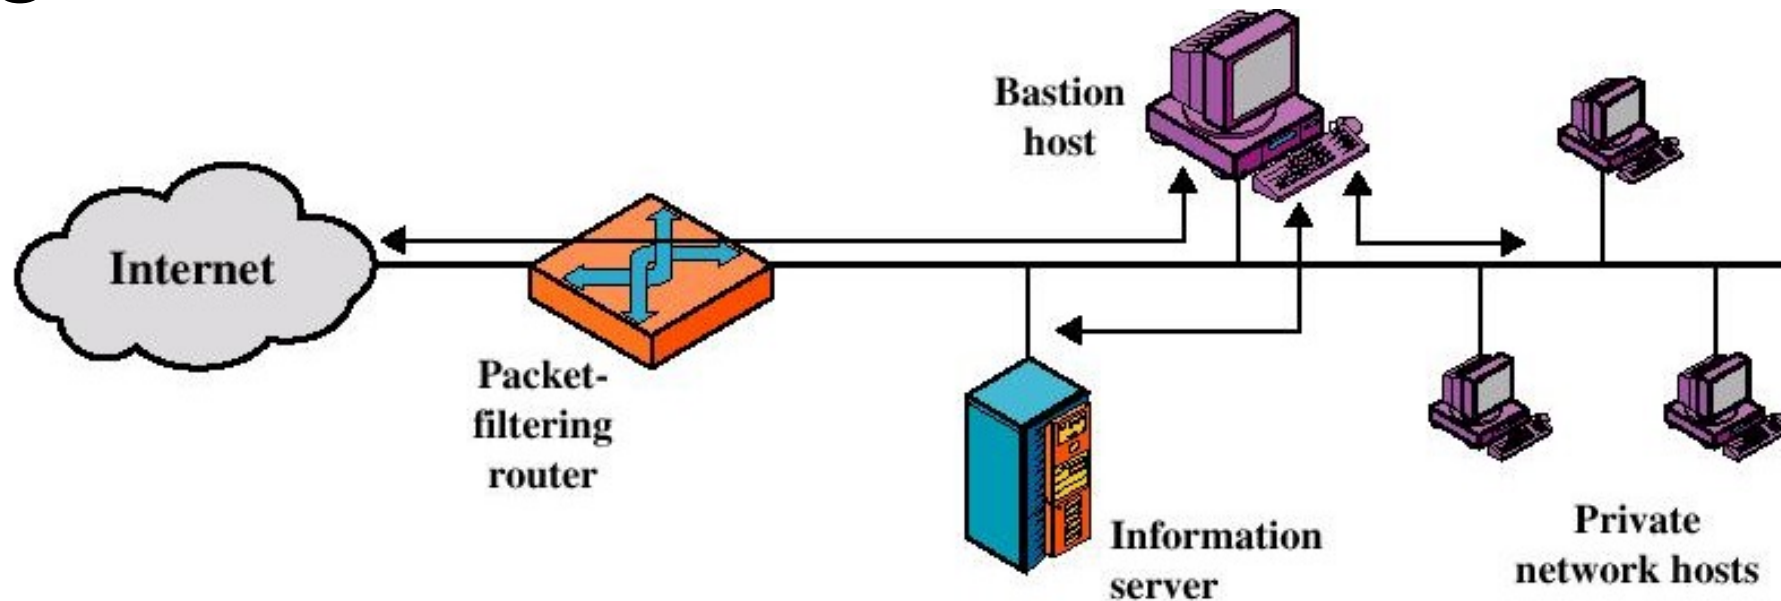 Bastion
host
Internet
Packet-
filtering
router
Information
server
Private
network hosts